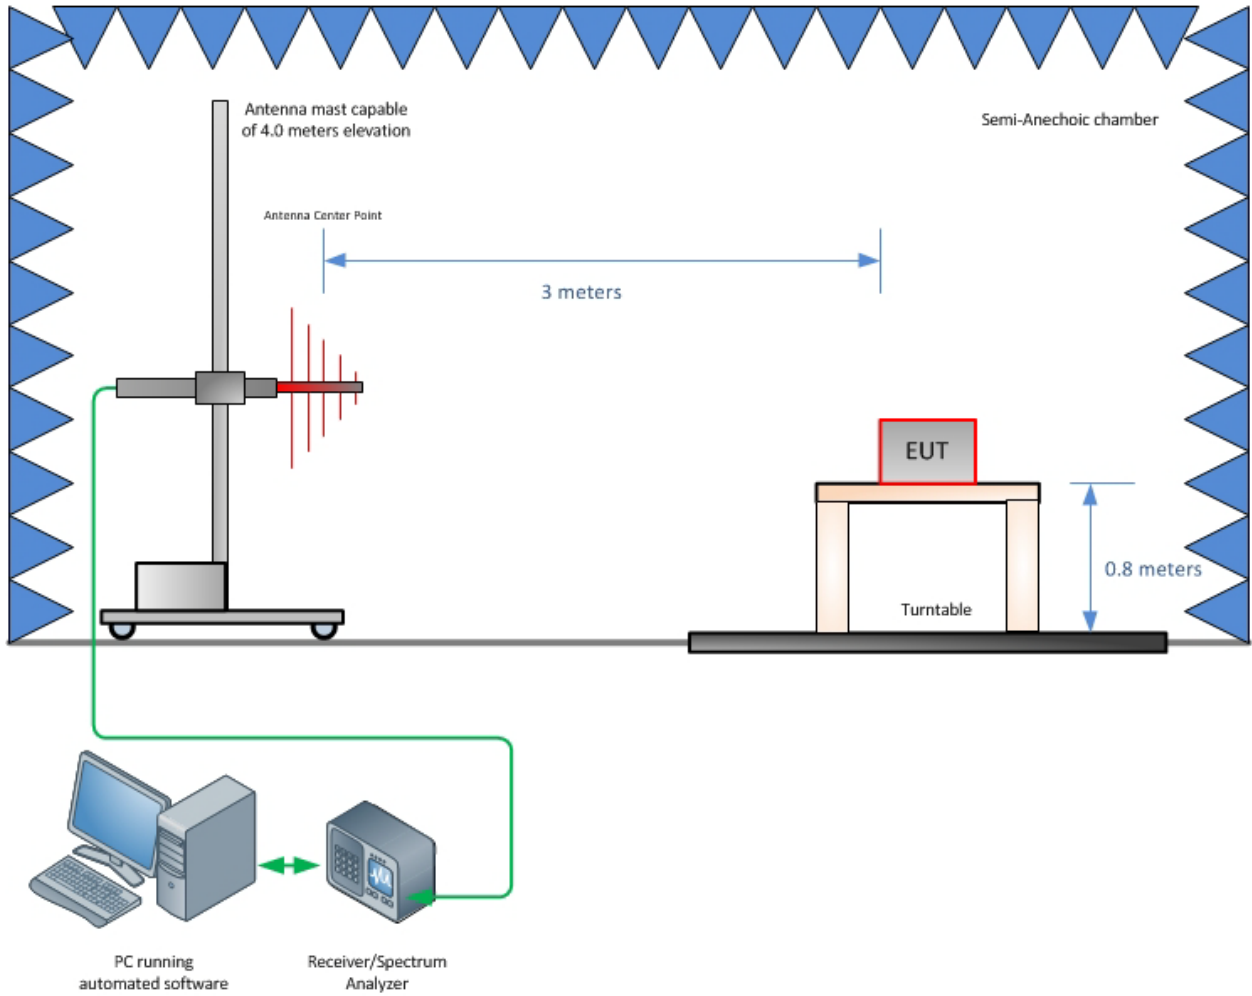 Antenna mast capable
of 4.0 meters elevation
Semi-Anechoic chamber
Antenna Center Point
3 meters
EUT
0.8 meters
Turntable
PC running
automated software
Receiver/Spectrum
Analyzer